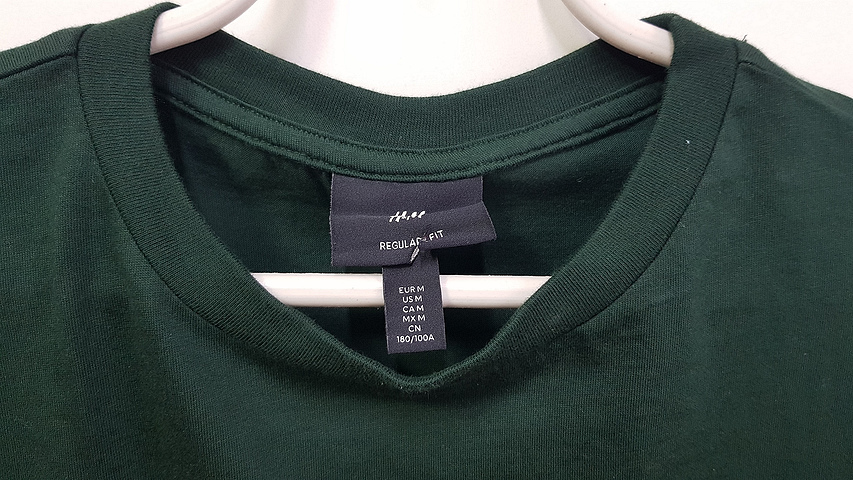 REGULAR FIT
EUR M
US M
CA M
MX M
CN
180/100A